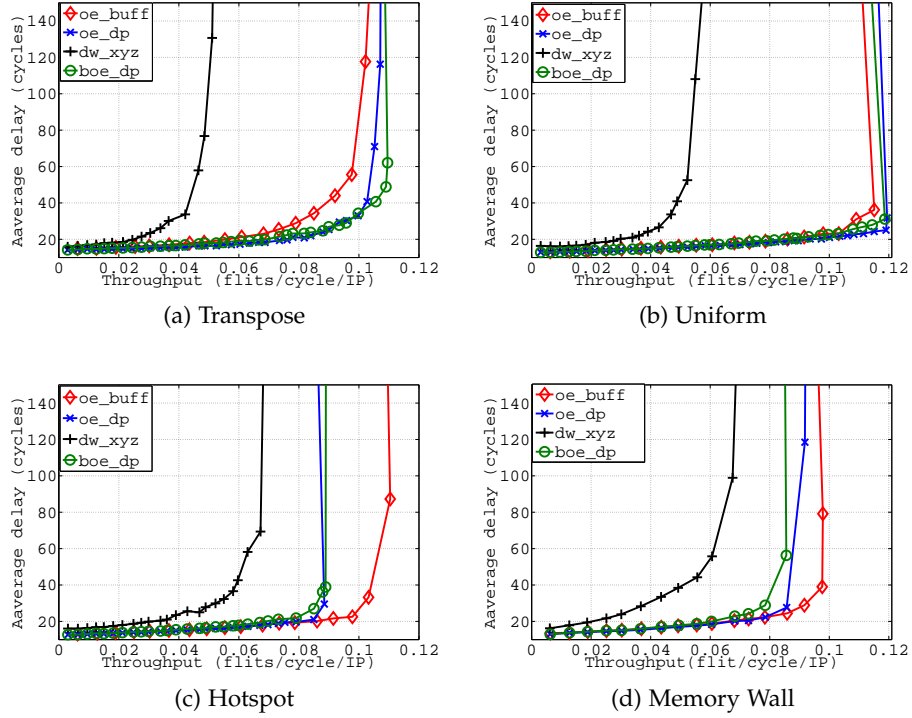 140
120
100
80
60
40
20
0
0.02
0.04
0.06
0.08
0.1
0.12
Aaverage delay (cycles)
Throughput (flits/cycle/IP)
oe_buff
oe_dp
dw_xyz
boe_dp
(a) Transpose
140
120
100
80
60
40
20
0
0.02
0.04
0.06
0.08
0.1
0.12
Aaverage delay (cycles)
Throughput (flits/cycle/IP)
oe_buff
oe_dp
dw_xyz
boe_dp
(b) Uniform
140
120
100
80
60
40
20
0
0.02
0.04
0.06
0.08
0.1
0.12
Aaverage delay (cycles)
Throughput (flits/cycle/IP)
oe_buff
oe_dp
dw_xyz
boe_dp
(c) Hotspot
140
120
100
80
60
40
20
0
0.02
0.04
0.06
0.08
0.1
0.12
Aaverage delay (cycles)
Throughput(flit/cycle/IP)
oe_buff
oe_dp
dw_xyz
boe_dp
(d) Memory Wall